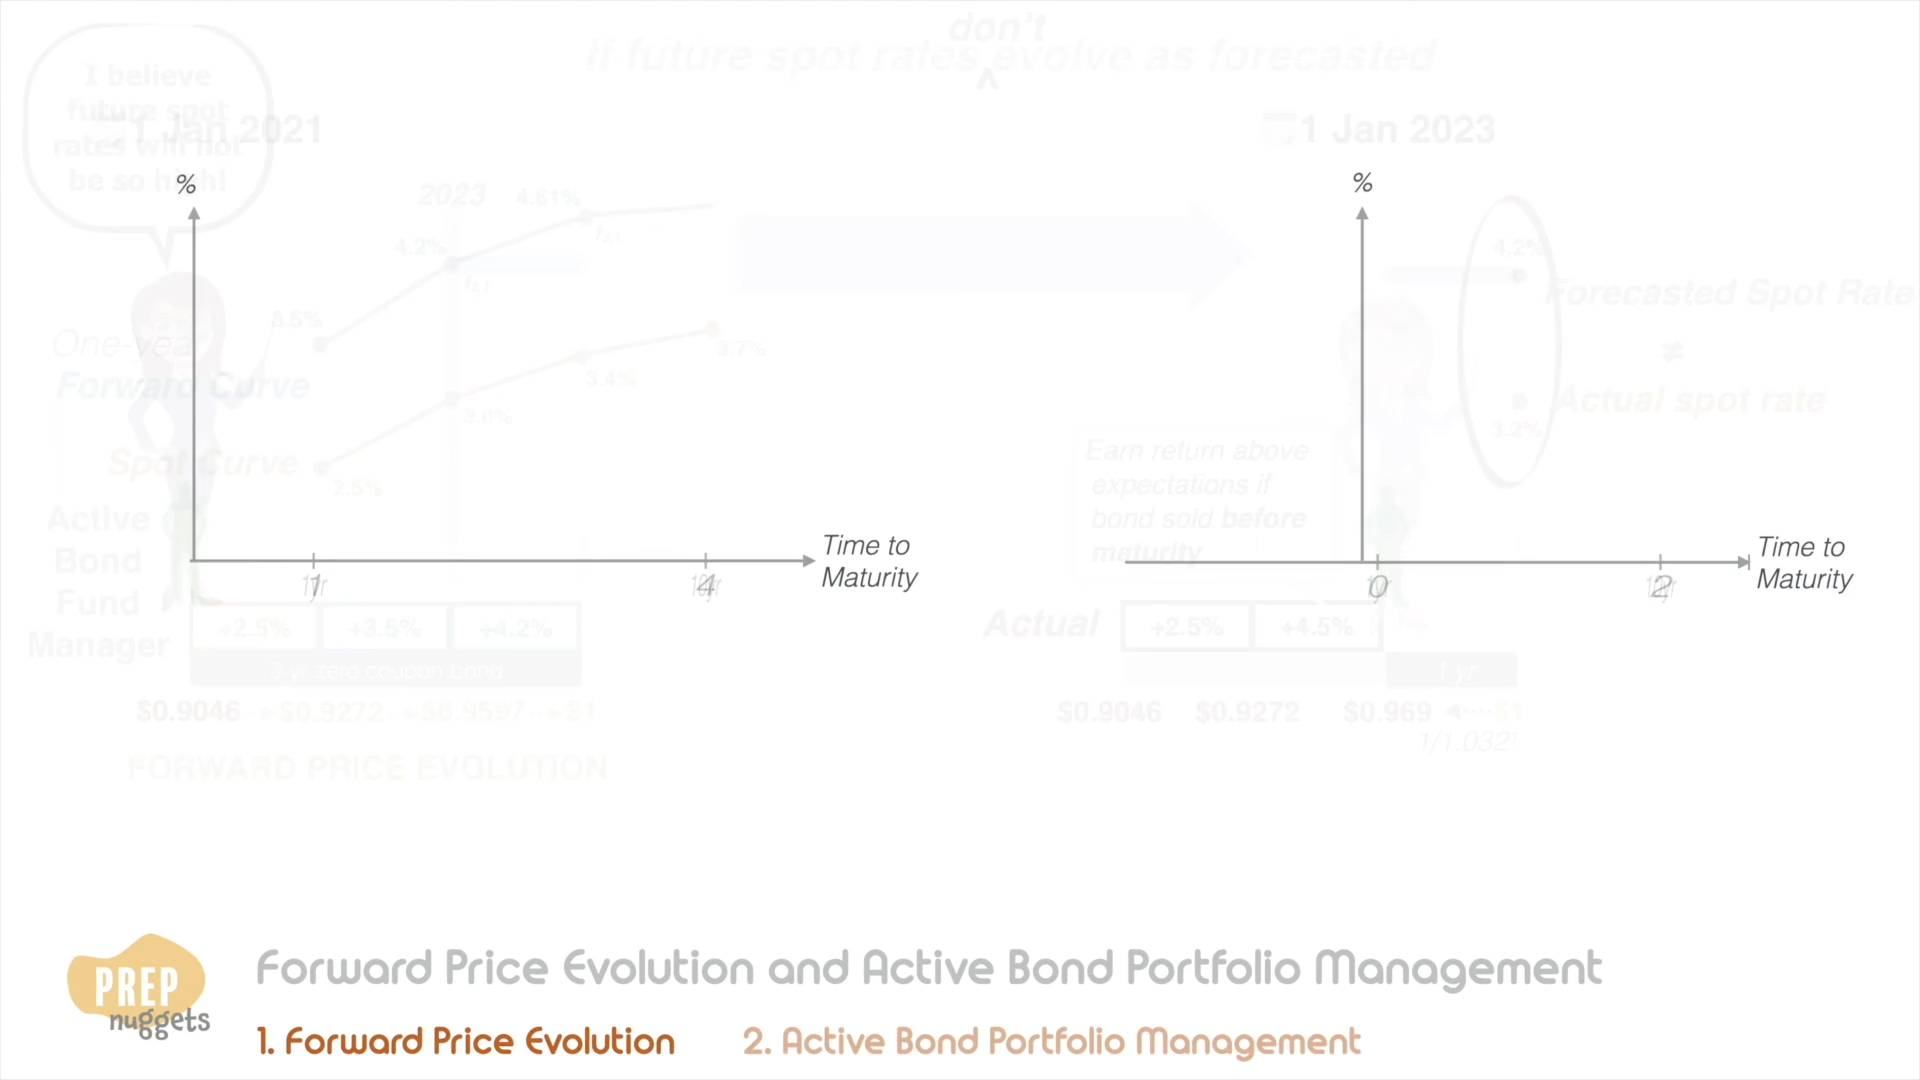 don't
If future spot rates ^ evolve as forecasted
I believe
future spot
rates will not
be so high!
1 Jan 2021
1 Jan 2023
%
%
2023
4.61%
4.2%
3.5%
4.2%
Forecasted Spot Rate
≠
Actual spot rate
3.2%
One-year
Forward Curve
3.7%
3.4%
Spot Curve
2.5%
Earn return above
expectations if
bond sold before
maturity
Active
Bond
Fund
Manager
Time to
Maturity
Time to
Maturity
1
4
0
2
+2.5% +3.5% +4.2%
3 yr zero coupon bond
$0.9046 $0.9272 $0.9597 $1
FORWARD PRICE EVOLUTION
Actual
+2.5% +4.5%
1 yr
$0.9046 $0.9272 $0.969 $1
1/1.032¹
PREP
nuggets
Forward Price Evolution and Active Bond Portfolio Management
1. Forward Price Evolution
2. Active Bond Portfolio Management